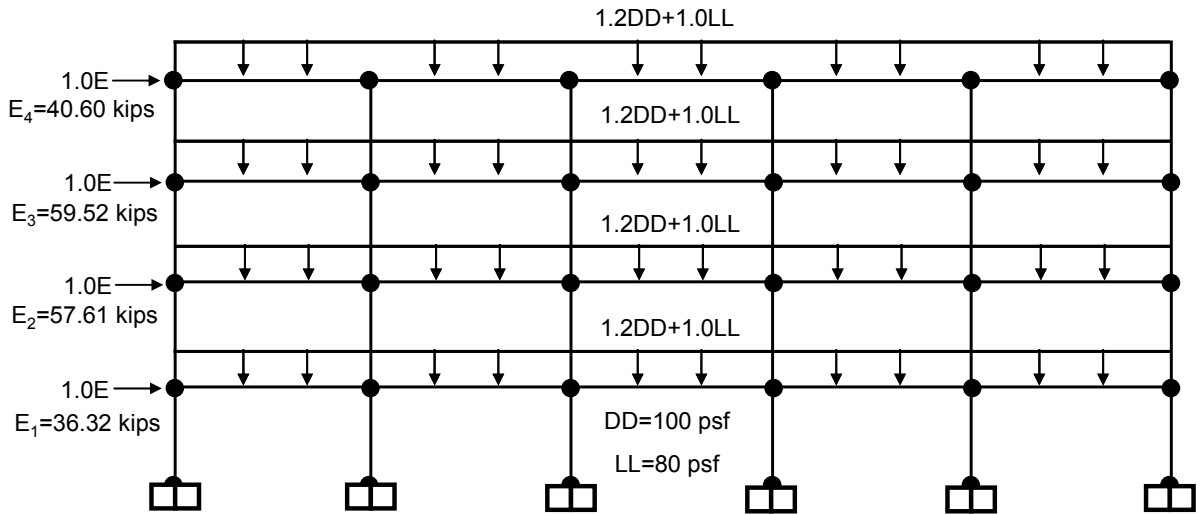 1.2DD+1.0LL
1.0E
E₄=40.60 kips
1.2DD+1.0LL
1.0E
E₃=59.52 kips
1.2DD+1.0LL
1.0E
E₂=57.61 kips
1.2DD+1.0LL
1.0E
E₁=36.32 kips
DD=100 psf
LL=80 psf